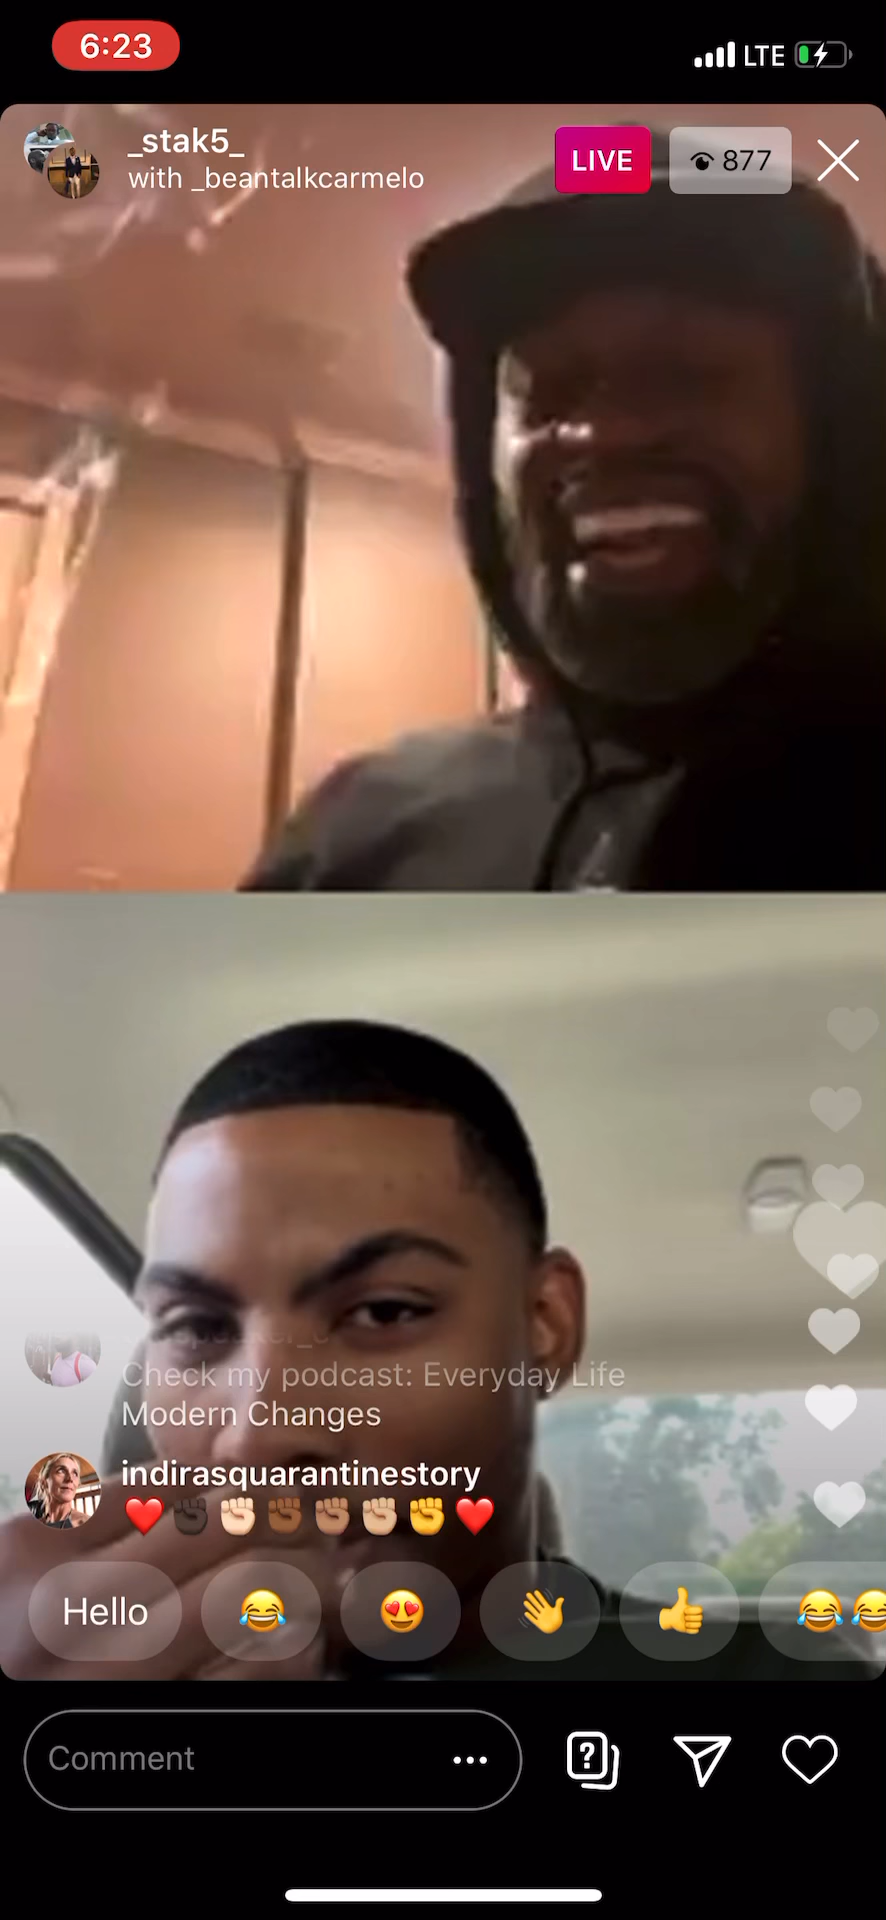 6:23
LTE
_stak5_
with _beantalkcarmelo
LIVE
877
Check my podcast: Everyday Life
Modern Changes
indirasquarantinestory
❤️✊🏿✊🏻✊🏾✊🏽✊🏼✊❤️
Hello
Comment